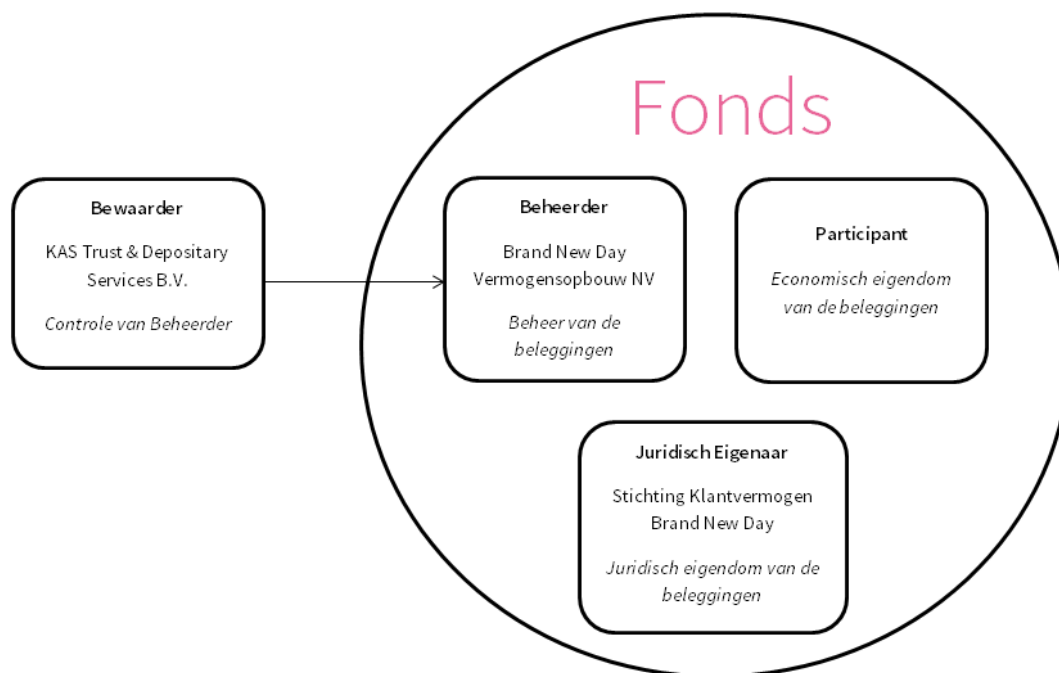 Fonds
Bewaarder
KAS Trust & Depositary
Services B.V.
Controle van Beheerder
Beheerder
Brand New Day
Vermogensopbouw NV
Beheer van de
beleggingen
Participant
Economisch eigendom
van de beleggingen
Juridisch Eigenaar
Stichting Klantvermogen
Brand New Day
Juridisch eigendom van de
beleggingen